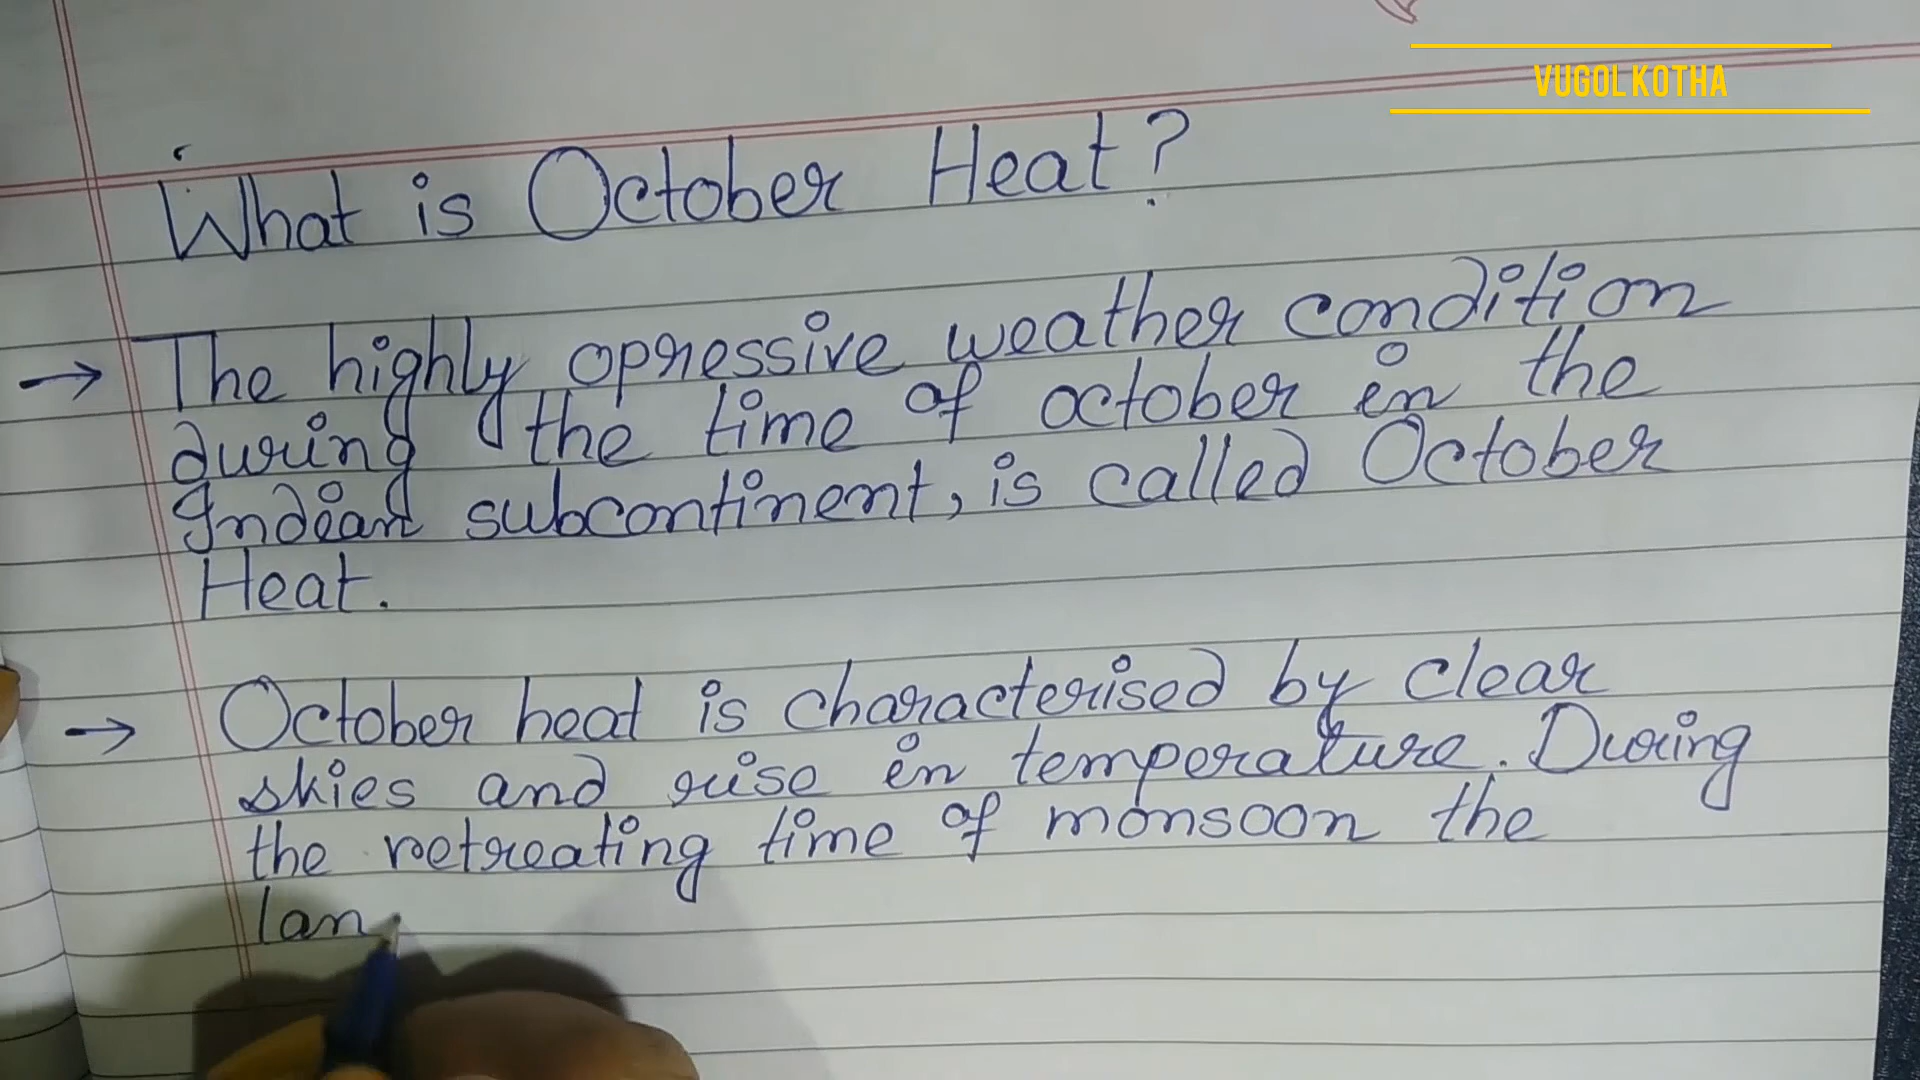 VUGOL KOTHA
What is October Heat?
→ The highly opressive weather condition
during the time of october in the
Indian subcontinent, is called October
Heat.
→ October heat is characterised by clear
skies and rise in temperature. During
the retreating time of monsoon the
lan